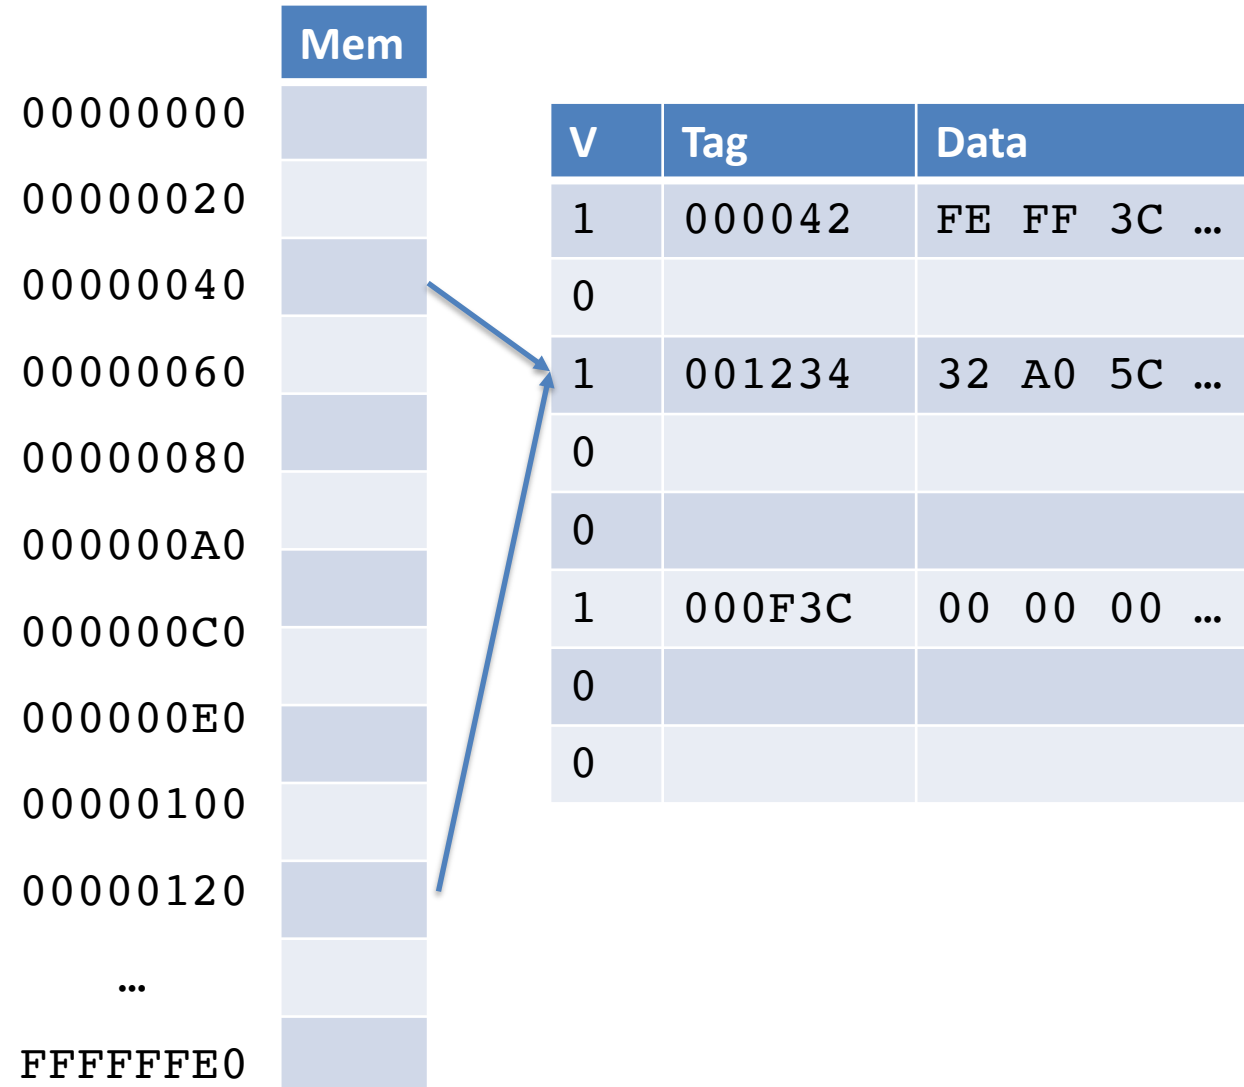 Mem
00000000
00000020
00000040
00000060
00000080
000000A0
000000C0
000000E0
00000100
00000120
…
FFFFFFE0
V Tag Data
1 000042 FE FF 3C …
0
1 001234 32 A0 5C …
0
0
1 000F3C 00 00 00 …
0
0